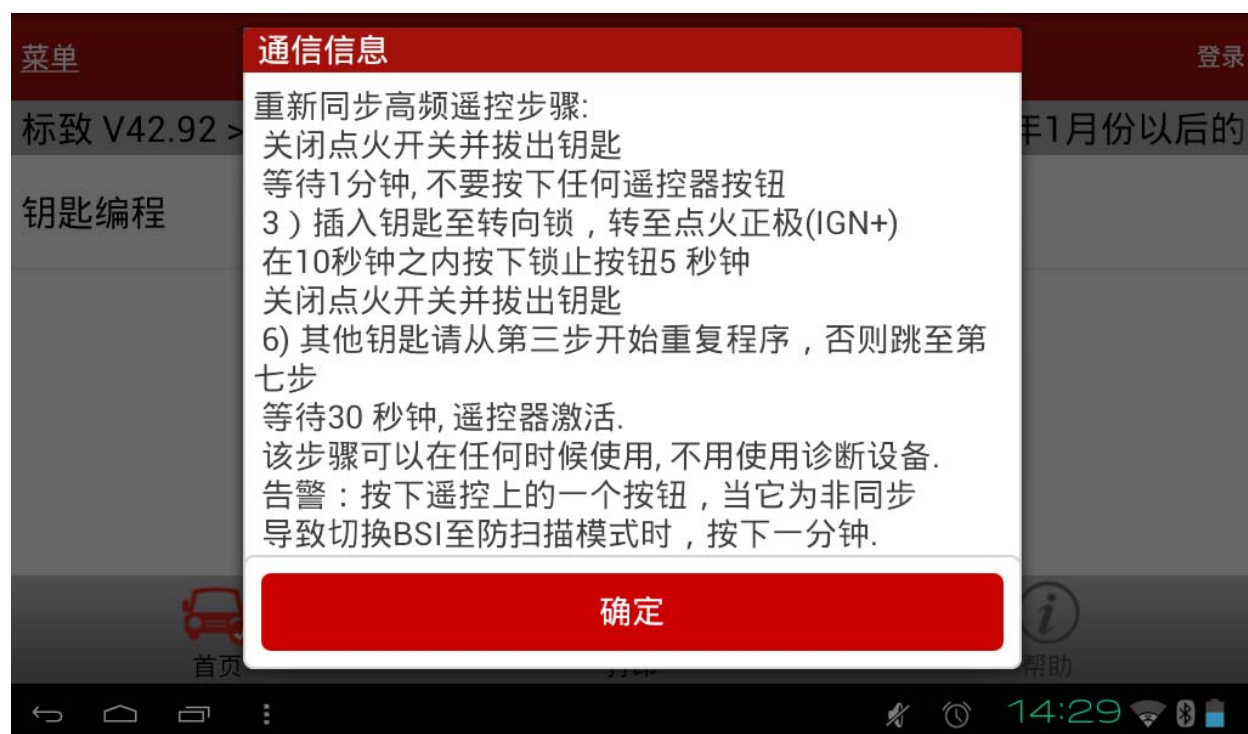 菜单
通信信息
登录
标致 V42.92 >
年1月份以后的
钥匙编程
重新同步高频遥控步骤:
关闭点火开关并拔出钥匙
等待1分钟, 不要按下任何遥控器按钮
3）插入钥匙至转向锁，转至点火正极(IGN+)
在10秒钟之内按下锁止按钮5 秒钟
关闭点火开关并拔出钥匙
6) 其他钥匙请从第三步开始重复程序，否则跳至第
七步
等待30 秒钟, 遥控器激活.
该步骤可以在任何时候使用, 不用使用诊断设备.
告警：按下遥控上的一个按钮，当它为非同步
导致切换BSI至防扫描模式时，按下一分钟.
确定
首页
帮助
14:29